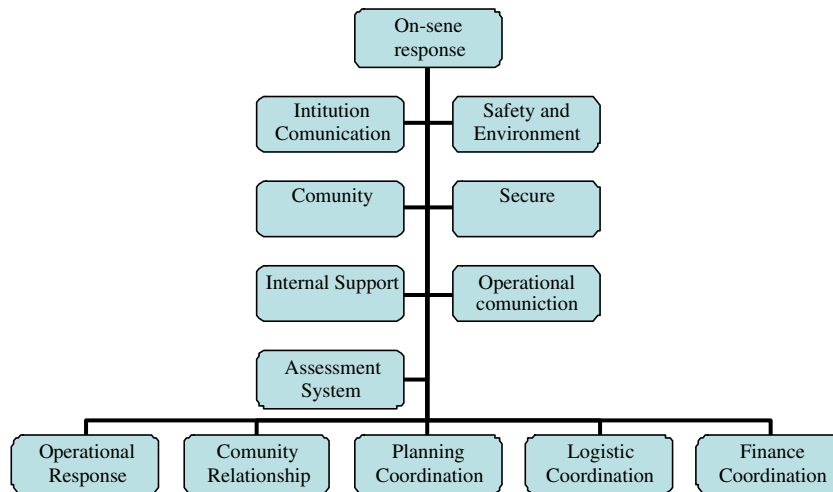 On-sene
response
Intitution
Comunication
Safety and
Environment
Comunity
Secure
Internal Support
Operational
comuniction
Assessment
System
Operational
Response
Comunity
Relationship
Planning
Coordination
Logistic
Coordination
Finance
Coordination